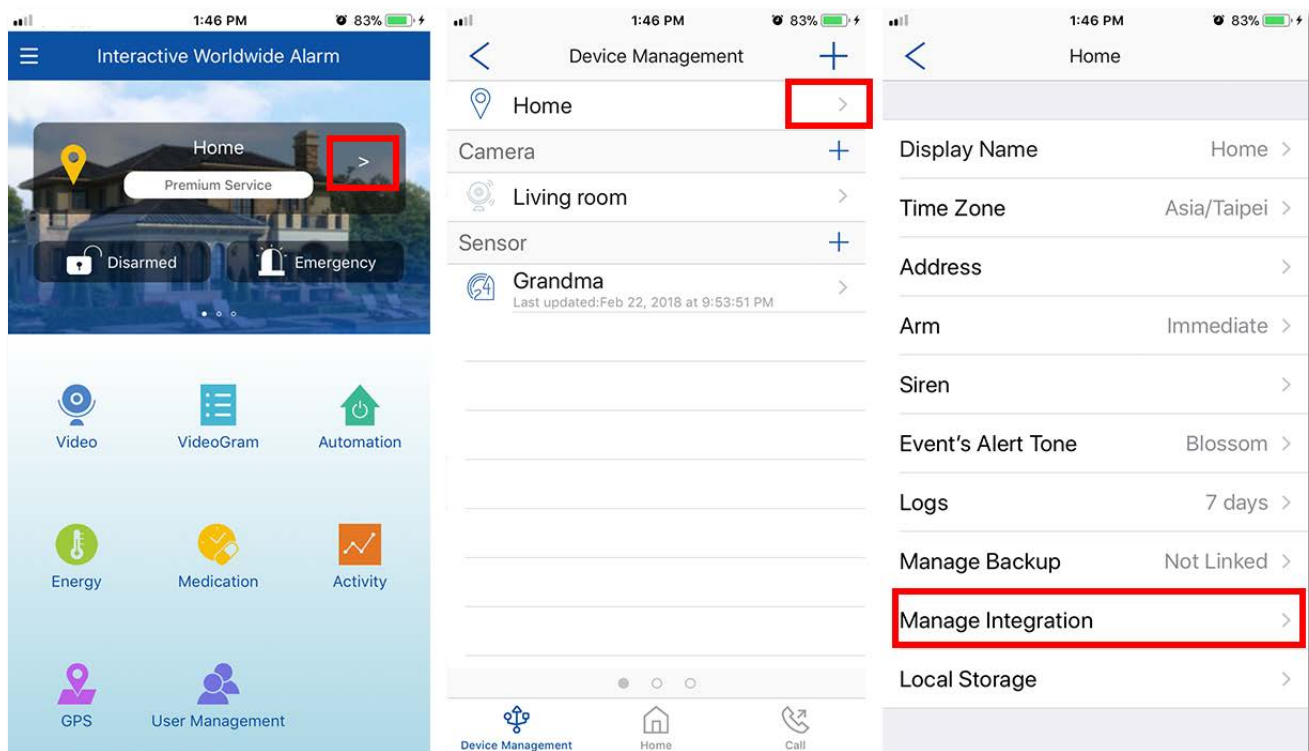 1:46 PM 83%
Interactive Worldwide Alarm
Home
>
Premium Service
Disarmed Emergency
Video VideoGram Automation
Energy Medication Activity
GPS User Management
1:46 PM 83%
Device Management
Home
Camera
Living room
Sensor
24 Grandma
Last updated:Feb 22, 2018 at 9:53:51 PM
Device Management Home Call
1:46 PM 83%
Home
Display Name Home
Time Zone Asia/Taipei
Address
Arm Immediate
Siren
Event's Alert Tone Blossom
Logs 7 days
Manage Backup Not Linked
Manage Integration
Local Storage